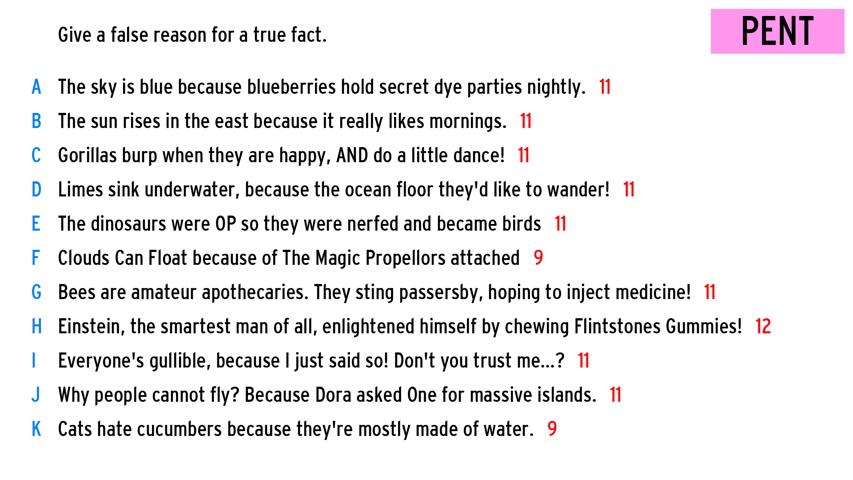 Give a false reason for a true fact.
PENT
A The sky is blue because blueberries hold secret dye parties nightly. 11
B The sun rises in the east because it really likes mornings. 11
C Gorillas burp when they are happy, AND do a little dance! 11
D Limes sink underwater, because the ocean floor they'd like to wander! 11
E The dinosaurs were OP so they were nerfed and became birds 11
F Clouds Can Float because of The Magic Propellors attached 9
G Bees are amateur apothecaries. They sting passersby, hoping to inject medicine! 11
H Einstein, the smartest man of all, enlightened himself by chewing Flintstones Gummies! 12
I Everyone's gullible, because I just said so! Don't you trust me...? 11
J Why people cannot fly? Because Dora asked One for massive islands. 11
K Cats hate cucumbers because they're mostly made of water. 9